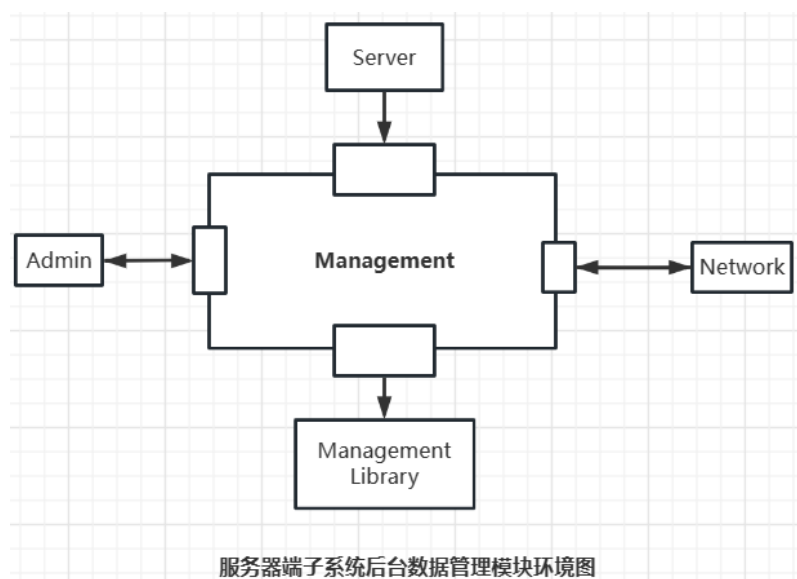 Server
Admin
Management
Network
Management
Library
服务器端子系统后台数据管理模块环境图